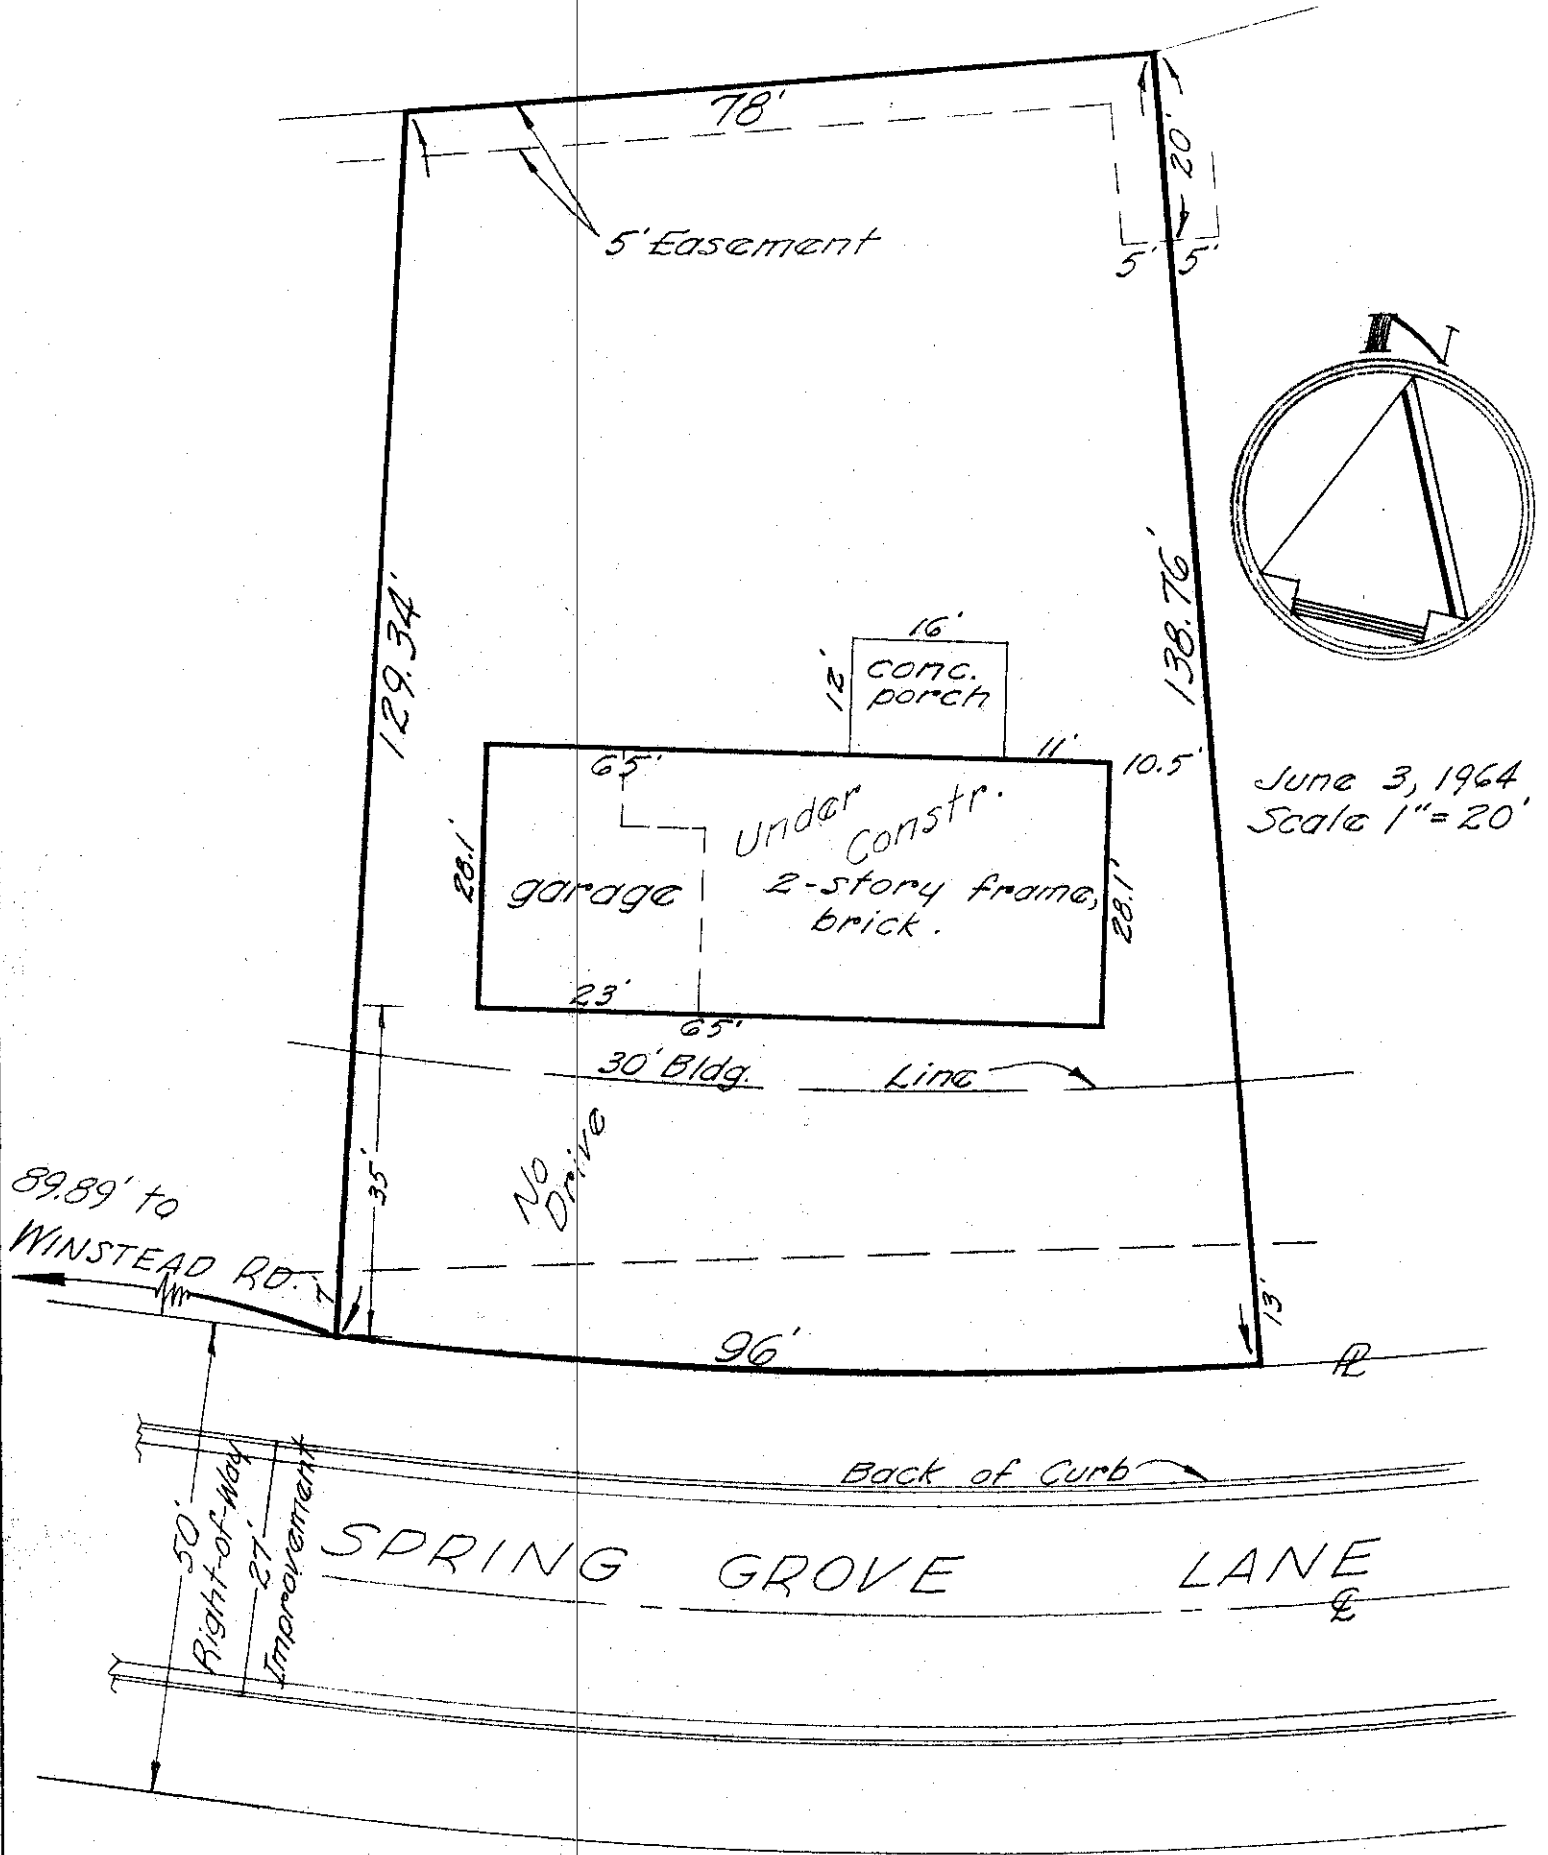 78'
20'
5' Easement
5' 5'
N
129.34'
138.76'
16'
12'
conc.
porch
11'
10.5'
65'
June 3, 1964
Scale 1" = 20'
Under
Constr.
28.1'
garage
2-story frame,
brick.
28.1'
23'
65'
30' Bldg. Line
No
Drive
35'
89.89' to
WINSTEAD RD.
7'
13'
96'
PL
Back of Curb
50'
Right-of-Way
27'
Improvement
SPRING GROVE LANE
CL